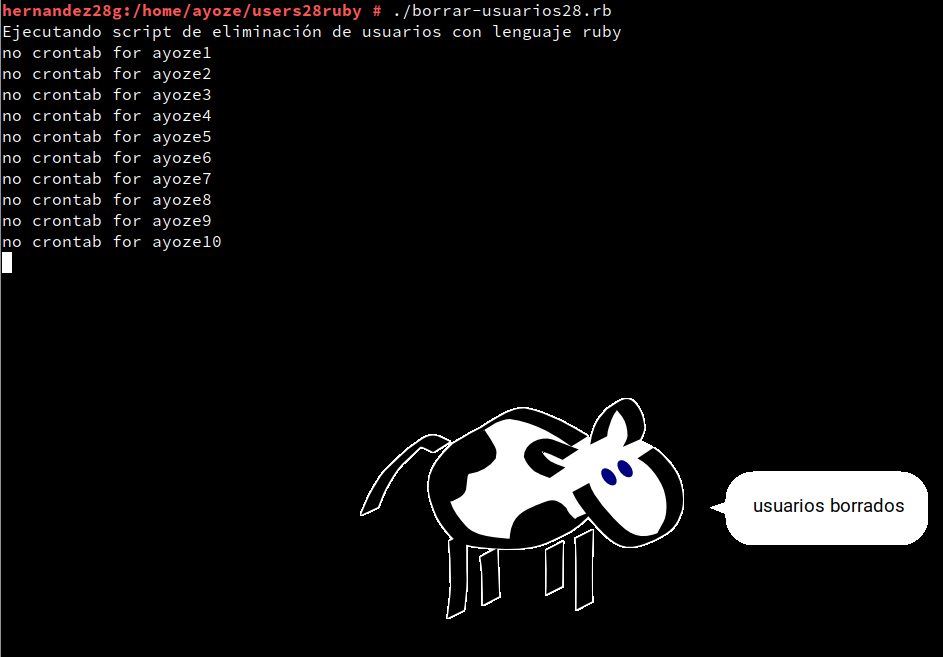 hernandez28g:/home/ayoze/users28ruby # ./borrar-usuarios28.rb
Ejecutando script de eliminación de usuarios con lenguaje ruby
no crontab for ayoze1
no crontab for ayoze2
no crontab for ayoze3
no crontab for ayoze4
no crontab for ayoze5
no crontab for ayoze6
no crontab for ayoze7
no crontab for ayoze8
no crontab for ayoze9
no crontab for ayoze10
usuarios borrados